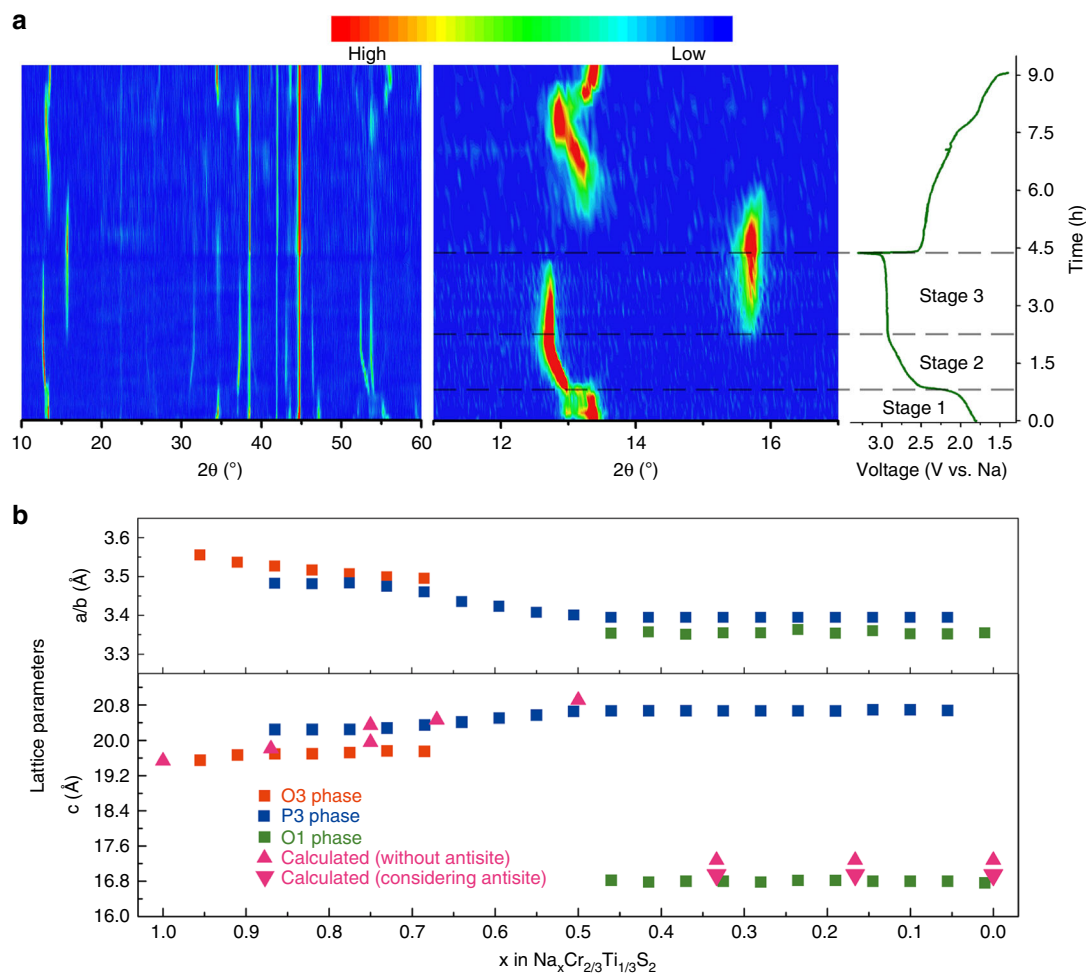 a
High Low
9.0
7.5
6.0
4.5
3.0
1.5
0.0
Time (h)
Stage 3
Stage 2
Stage 1
10 20 30 40 50 60
12 14 16
3.0 2.5 2.0 1.5
2θ (°)
2θ (°)
Voltage (V vs. Na)
b
Lattice parameters
a/b (Å)
3.6
3.5
3.4
3.3
c (Å)
20.8
20.0
19.2
18.4
17.6
16.8
16.0
O3 phase
P3 phase
O1 phase
Calculated (without antisite)
Calculated (considering antisite)
1.0 0.9 0.8 0.7 0.6 0.5 0.4 0.3 0.2 0.1 0.0
x in NaₓCr₂/₃Ti₁/₃S₂